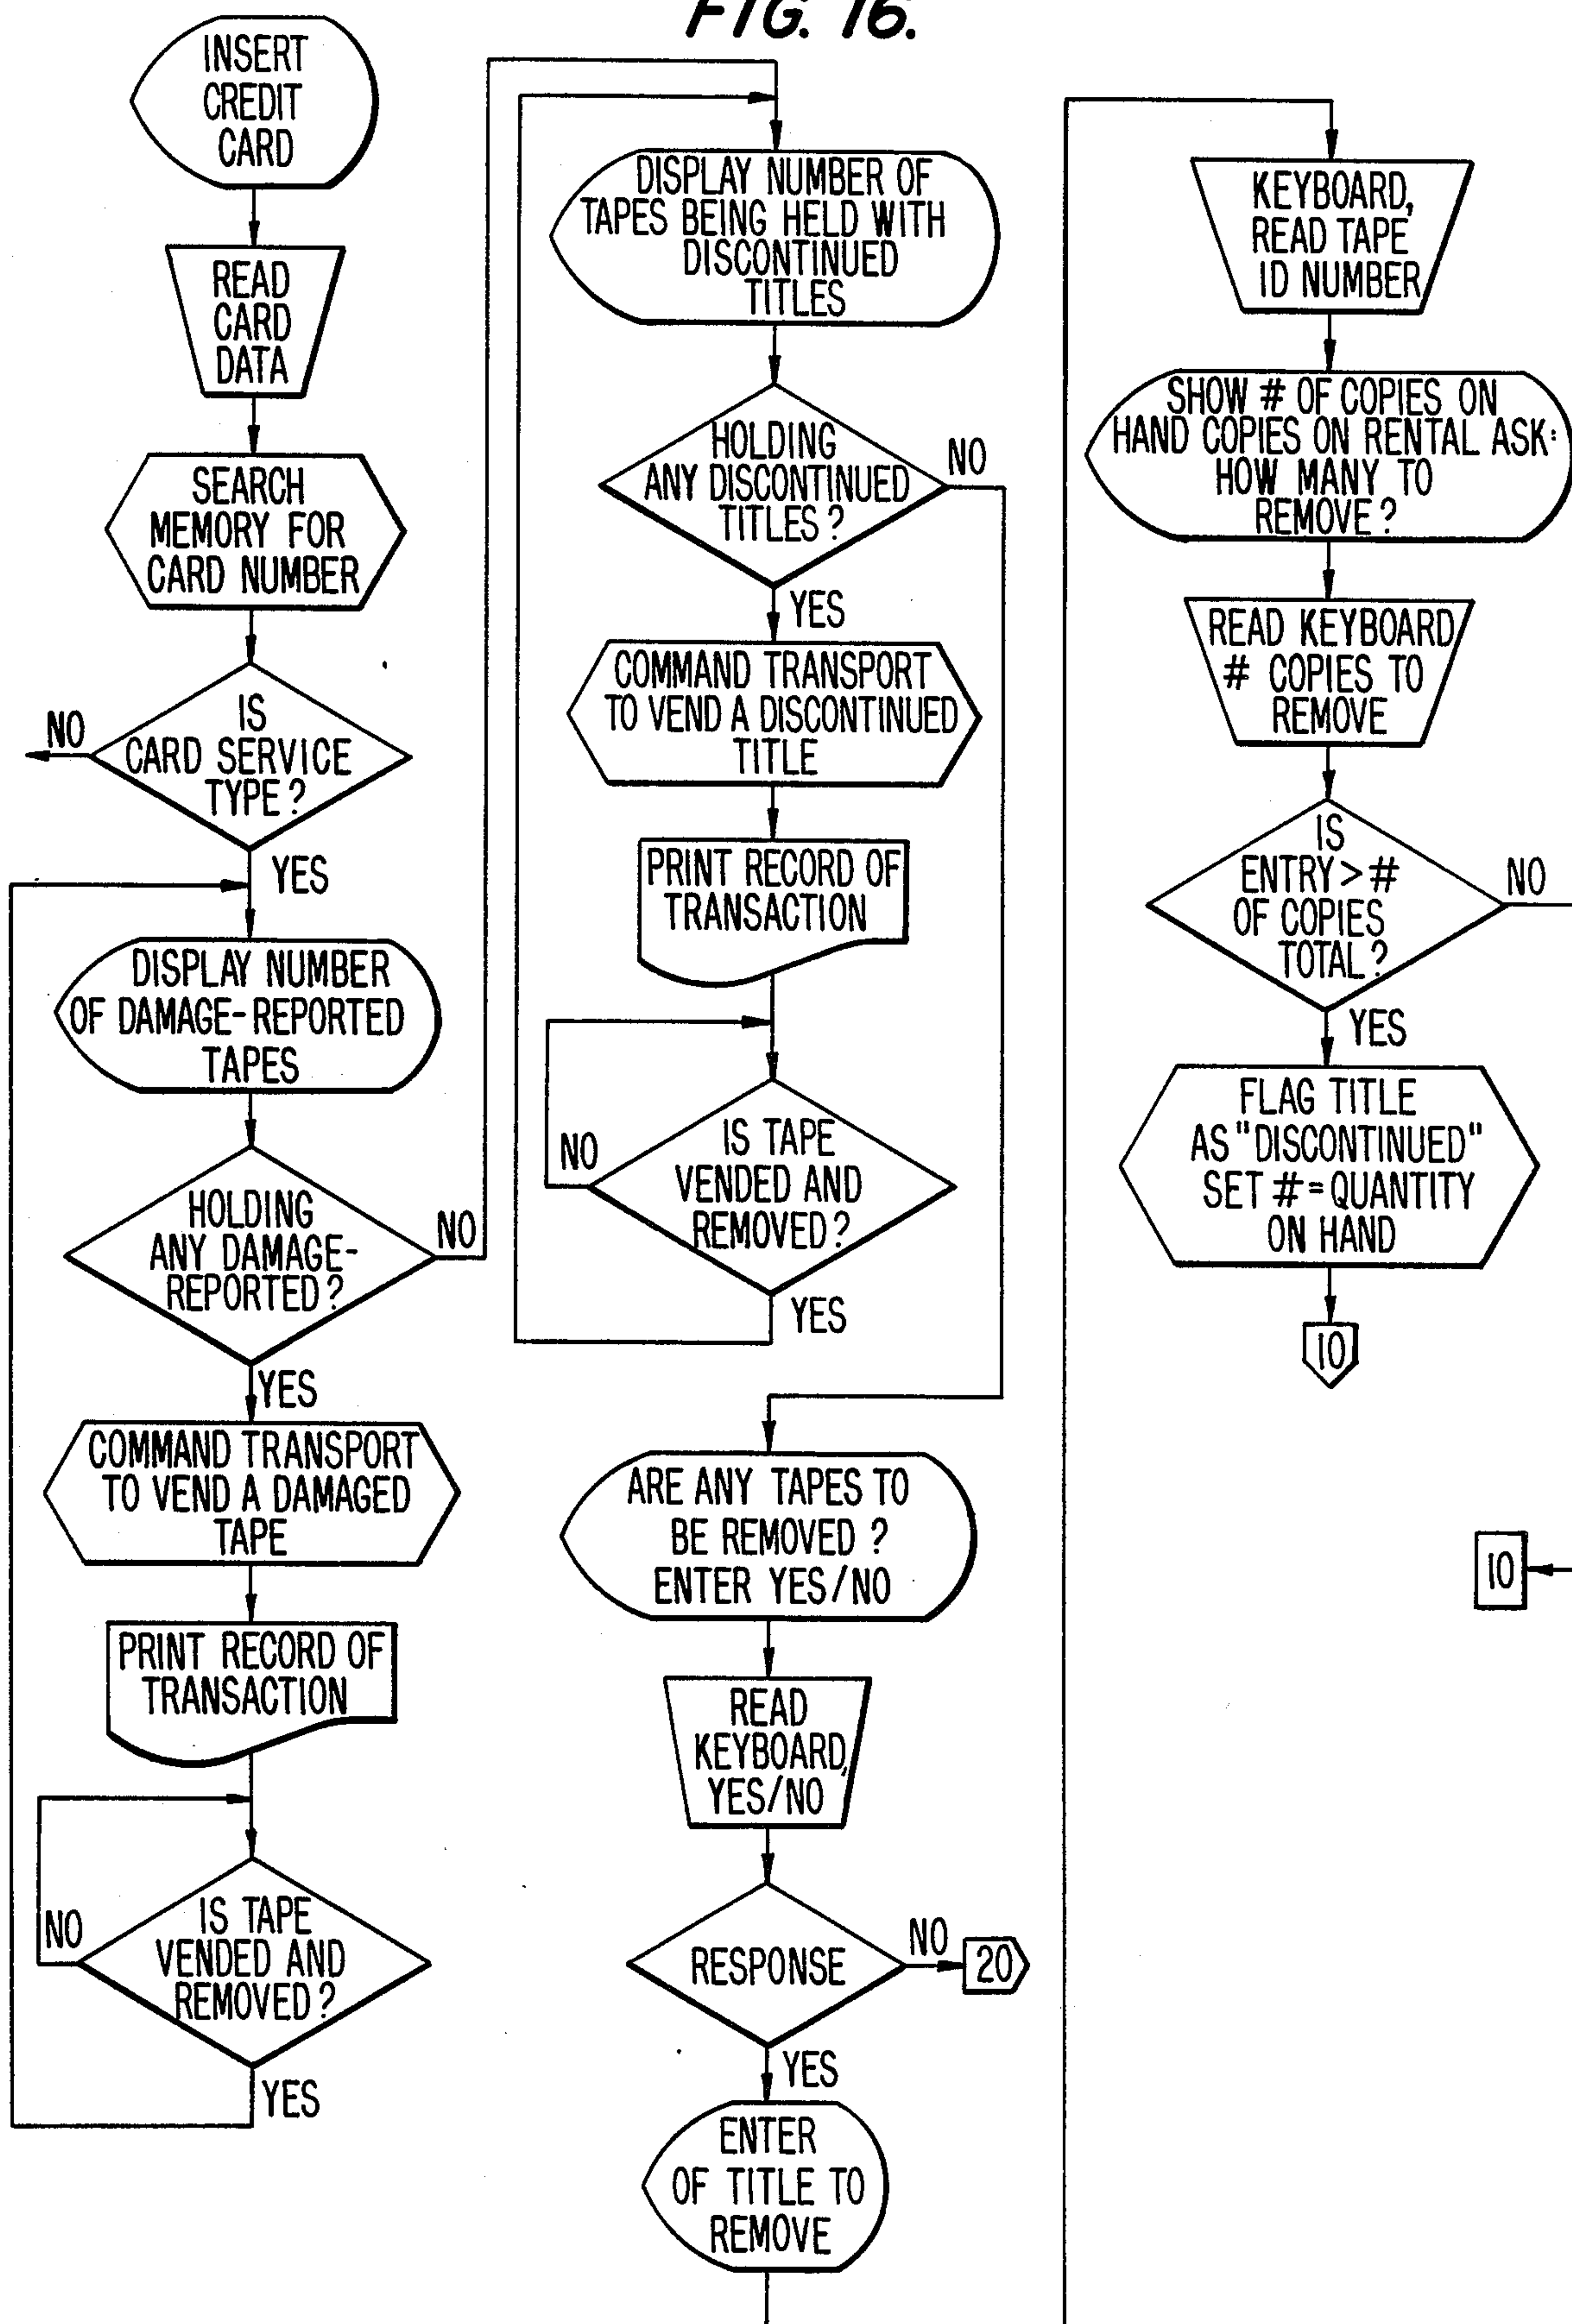 FIG. 16.
INSERT
CREDIT
CARD
READ
CARD
DATA
SEARCH
MEMORY FOR
CARD NUMBER
IS
CARD SERVICE
TYPE?
NO
YES
DISPLAY NUMBER
OF DAMAGE-REPORTED
TAPES
HOLDING
ANY DAMAGE-
REPORTED?
NO
YES
COMMAND TRANSPORT
TO VEND A DAMAGED
TAPE
PRINT RECORD OF
TRANSACTION
IS TAPE
VENDED AND
REMOVED?
NO
YES
DISPLAY NUMBER OF
TAPES BEING HELD WITH
DISCONTINUED
TITLES
HOLDING
ANY DISCONTINUED
TITLES?
NO
YES
COMMAND TRANSPORT
TO VEND A DISCONTINUED
TITLE
PRINT RECORD OF
TRANSACTION
IS TAPE
VENDED AND
REMOVED?
NO
YES
ARE ANY TAPES TO
BE REMOVED?
ENTER YES/NO
READ
KEYBOARD,
YES/NO
RESPONSE
NO
20
YES
ENTER
OF TITLE TO
REMOVE
KEYBOARD,
READ TAPE
ID NUMBER
SHOW # OF COPIES ON
HAND COPIES ON RENTAL ASK:
HOW MANY TO
REMOVE?
READ KEYBOARD
# COPIES TO
REMOVE
IS
ENTRY > #
OF COPIES
TOTAL?
NO
YES
FLAG TITLE
AS "DISCONTINUED"
SET # = QUANTITY
ON HAND
10
10